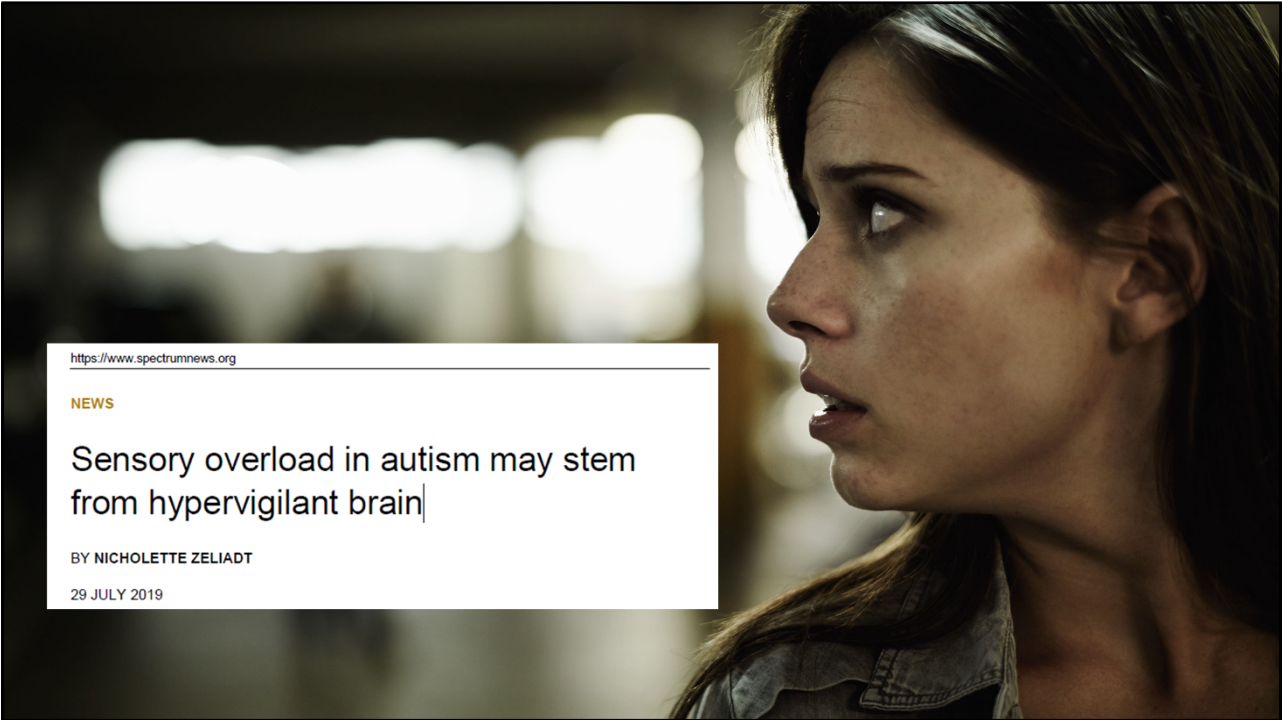 https://www.spectrumnews.org
NEWS
Sensory overload in autism may stem
from hypervigilant brain
BY NICHOLETTE ZELIADT
29 JULY 2019